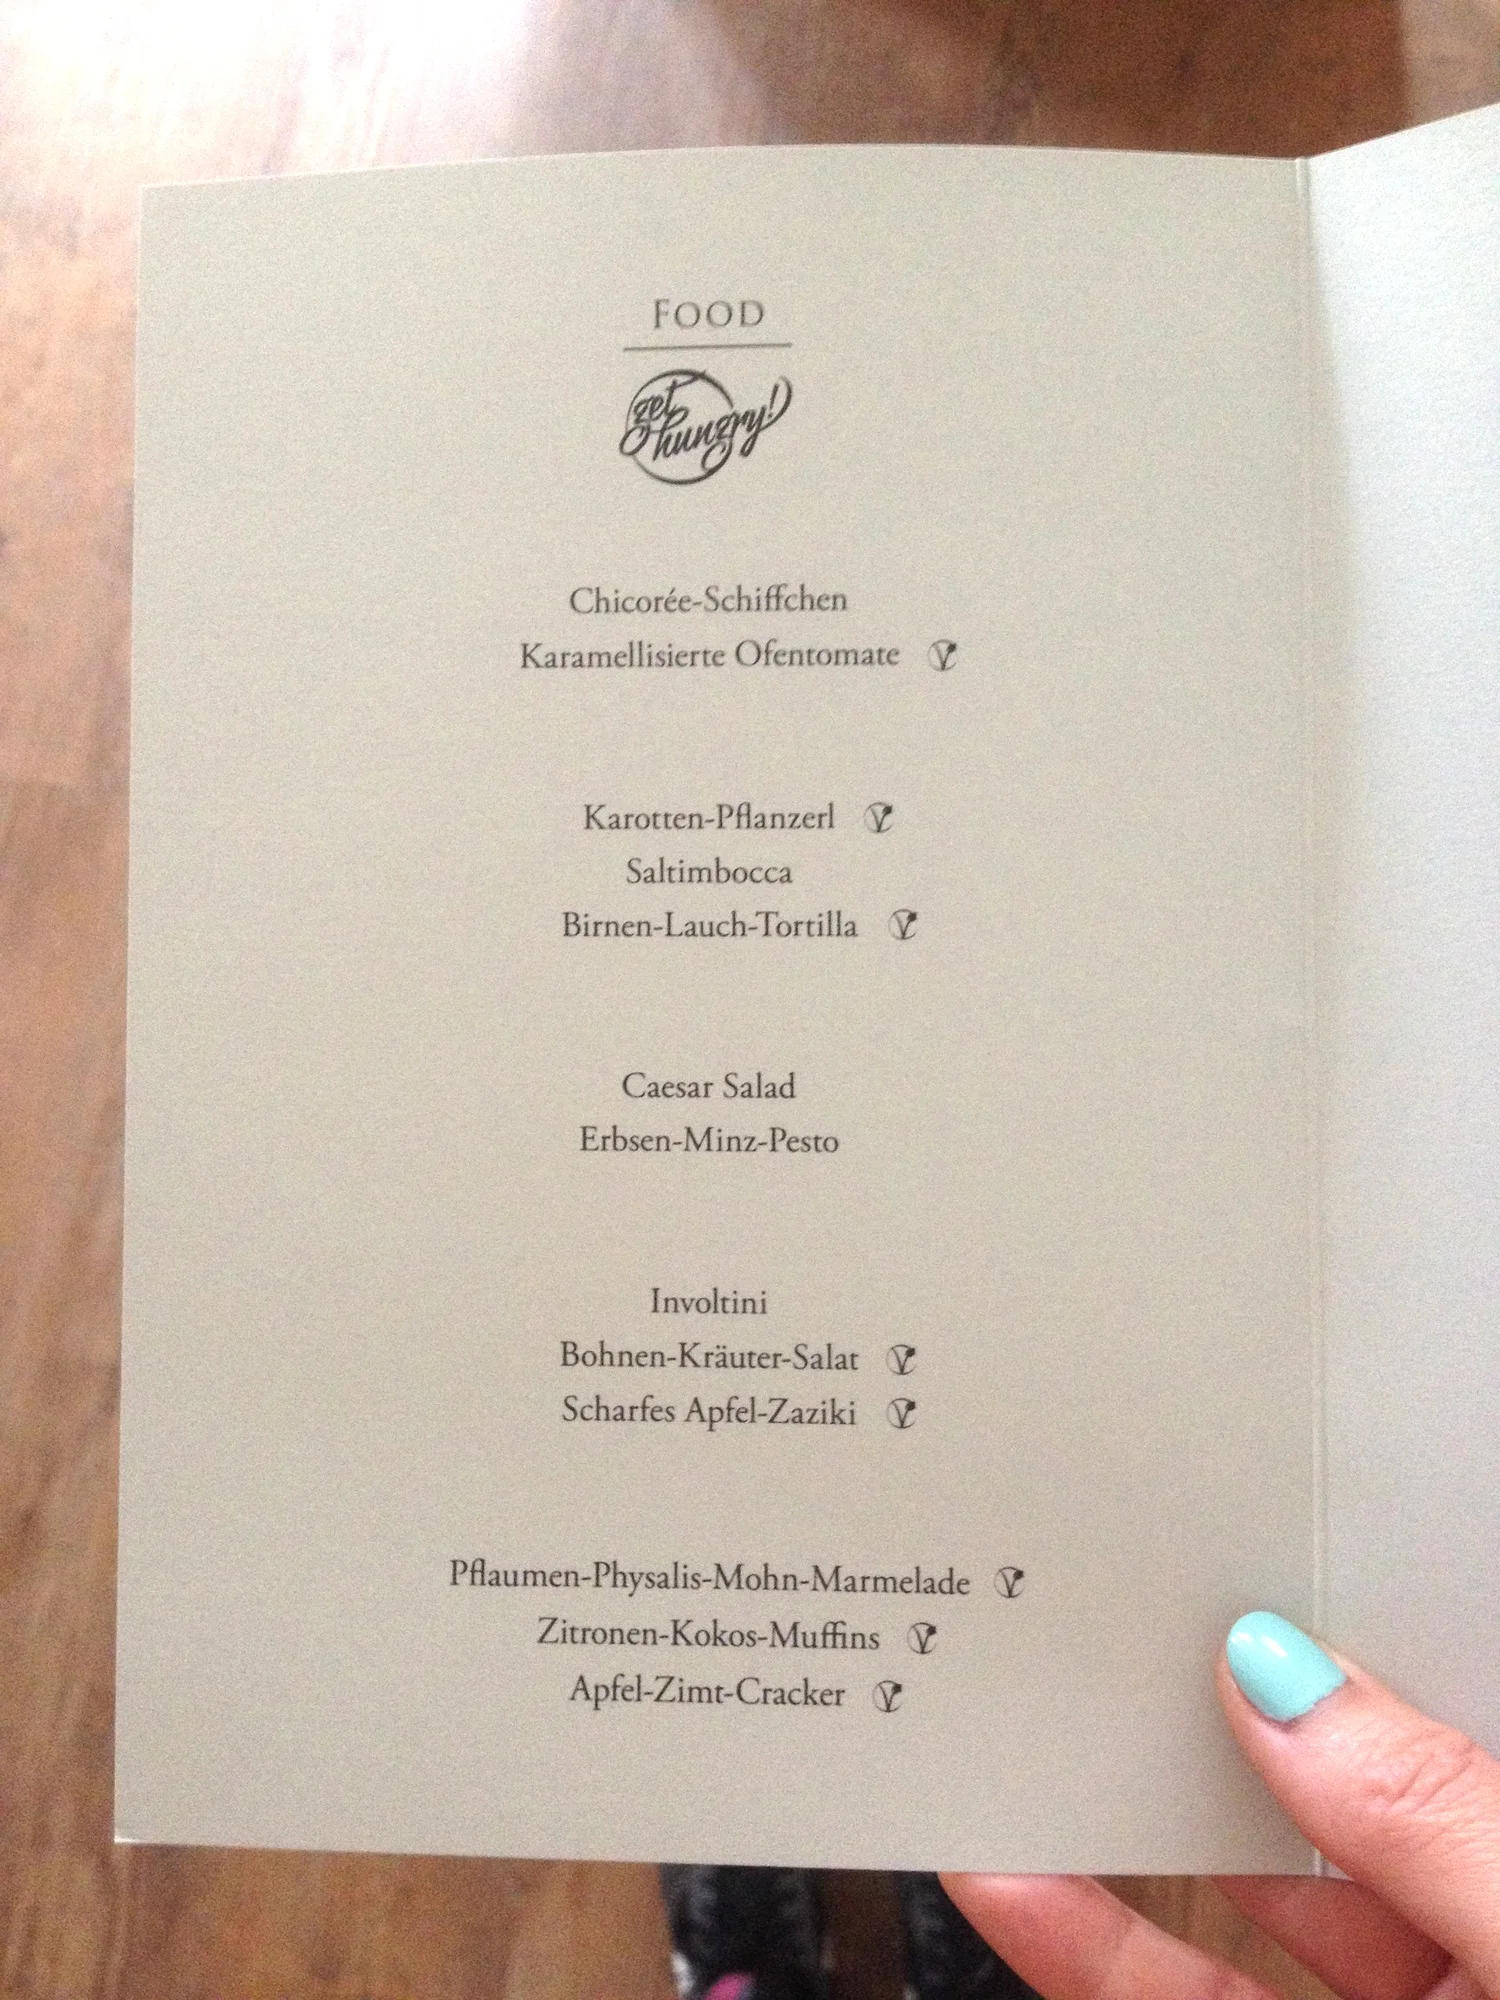 FOOD
get
hungry!
Chicorée-Schiffchen
Karamellisierte Ofentomate V
Karotten-Pflanzerl V
Saltimbocca
Birnen-Lauch-Tortilla V
Caesar Salad
Erbsen-Minz-Pesto
Involtini
Bohnen-Kräuter-Salat V
Scharfes Apfel-Zaziki V
Pflaumen-Physalis-Mohn-Marmelade V
Zitronen-Kokos-Muffins V
Apfel-Zimt-Cracker V